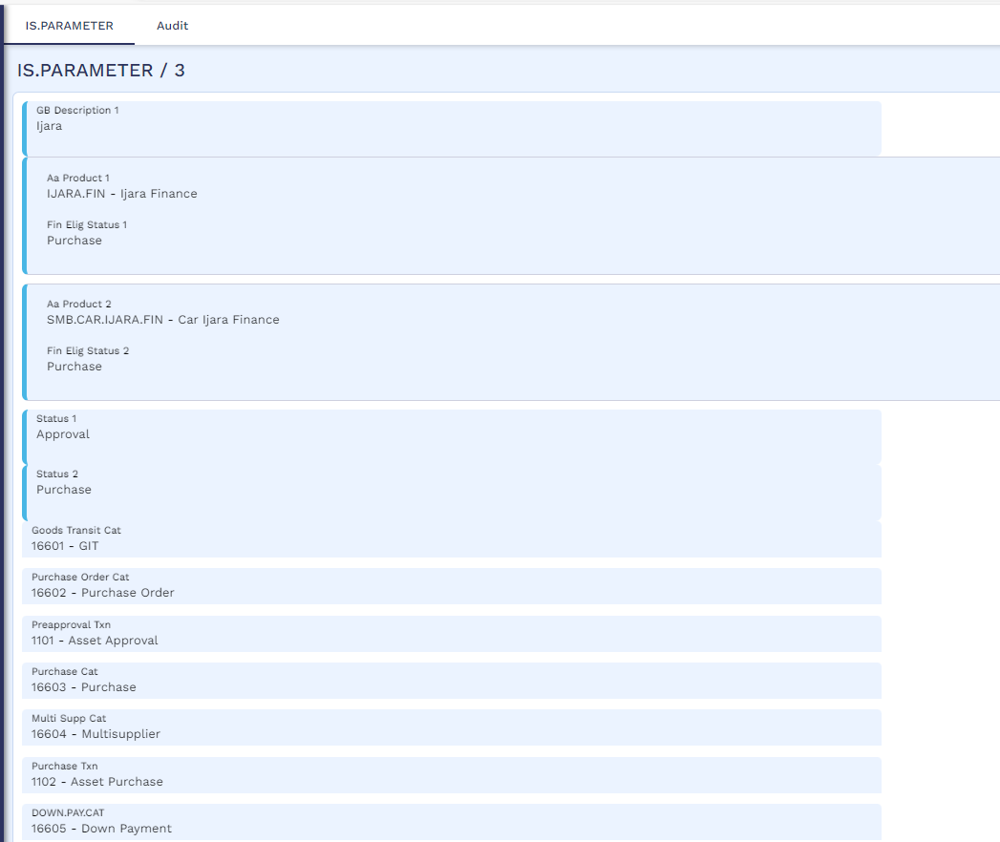 IS.PARAMETER
Audit
IS.PARAMETER / 3
GB Description 1
Ijara
Aa Product 1
IJARA.FIN - Ijara Finance
Fin Elig Status 1
Purchase
Aa Product 2
SMB.CAR.IJARA.FIN - Car Ijara Finance
Fin Elig Status 2
Purchase
Status 1
Approval
Status 2
Purchase
Goods Transit Cat
16601 - GIT
Purchase Order Cat
16602 - Purchase Order
Preapproval Txn
1101 - Asset Approval
Purchase Cat
16603 - Purchase
Multi Supp Cat
16604 - Multisupplier
Purchase Txn
1102 - Asset Purchase
DOWN.PAY.CAT
16605 - Down Payment